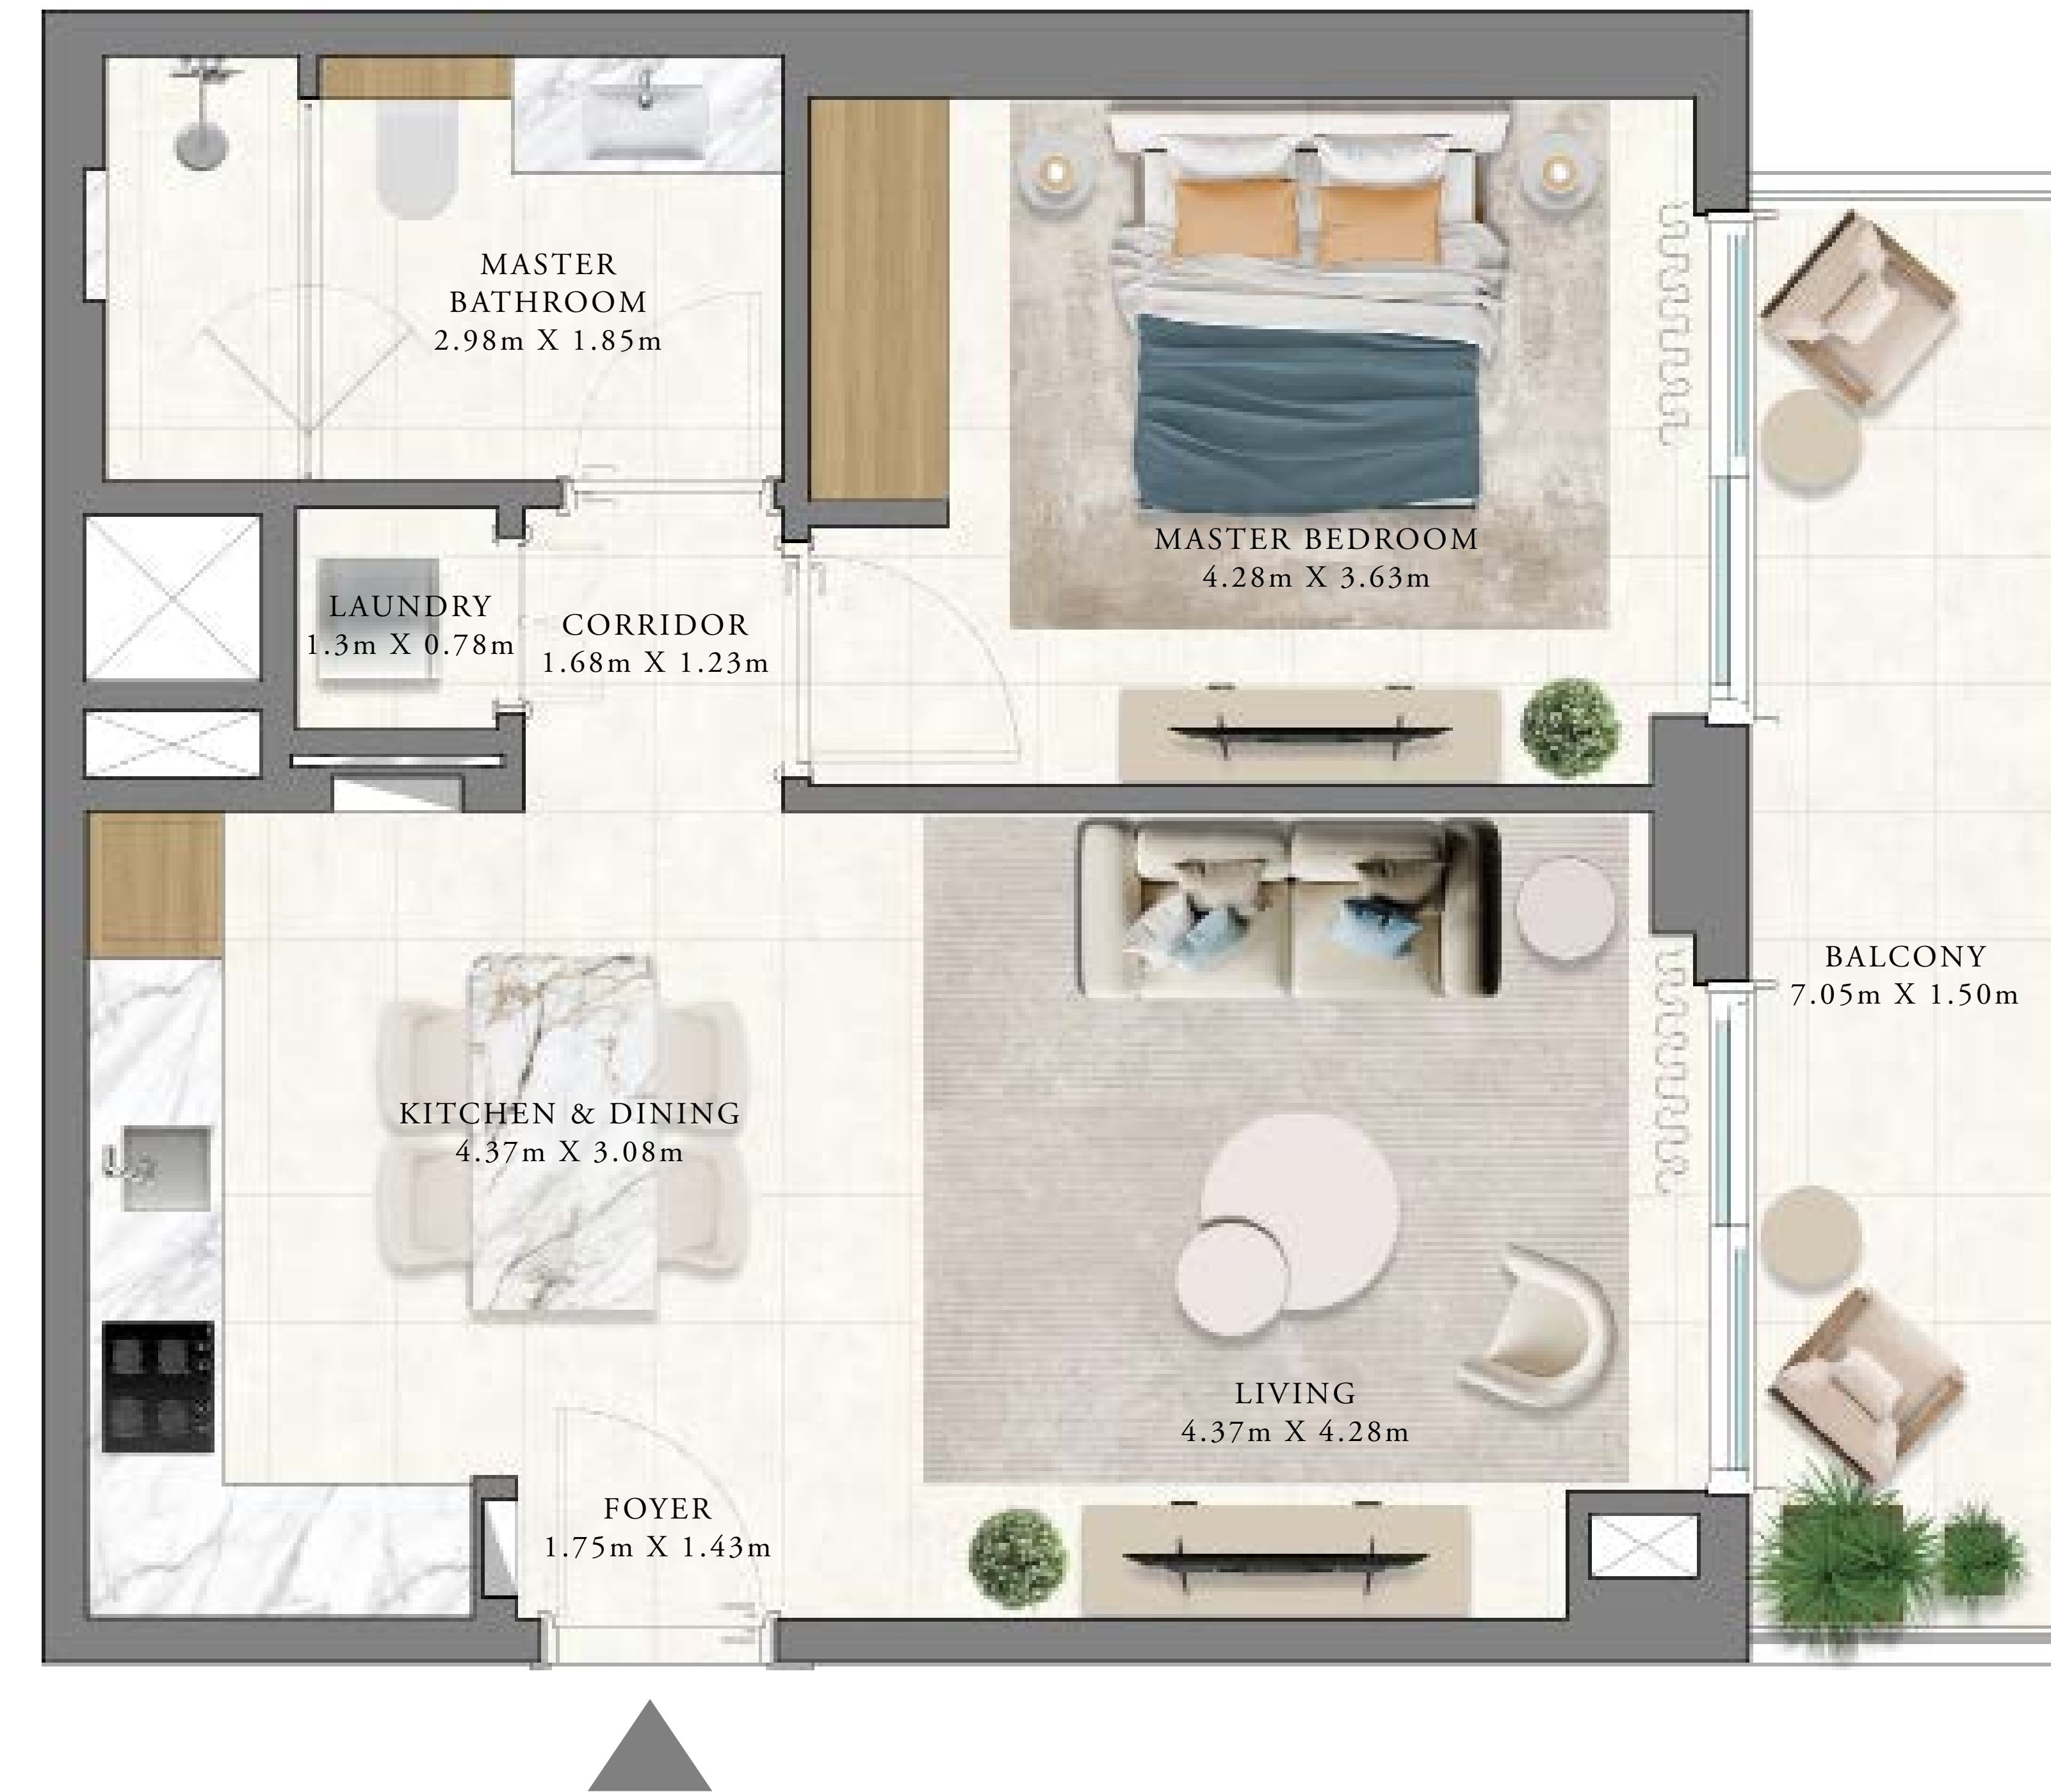 MASTER
BATHROOM
2.98m X 1.85m
MASTER BEDROOM
4.28m X 3.63m
LAUNDRY
1.3m X 0.78m
CORRIDOR
1.68m X 1.23m
BALCONY
7.05m X 1.50m
KITCHEN & DINING
4.37m X 3.08m
LIVING
4.37m X 4.28m
FOYER
1.75m X 1.43m